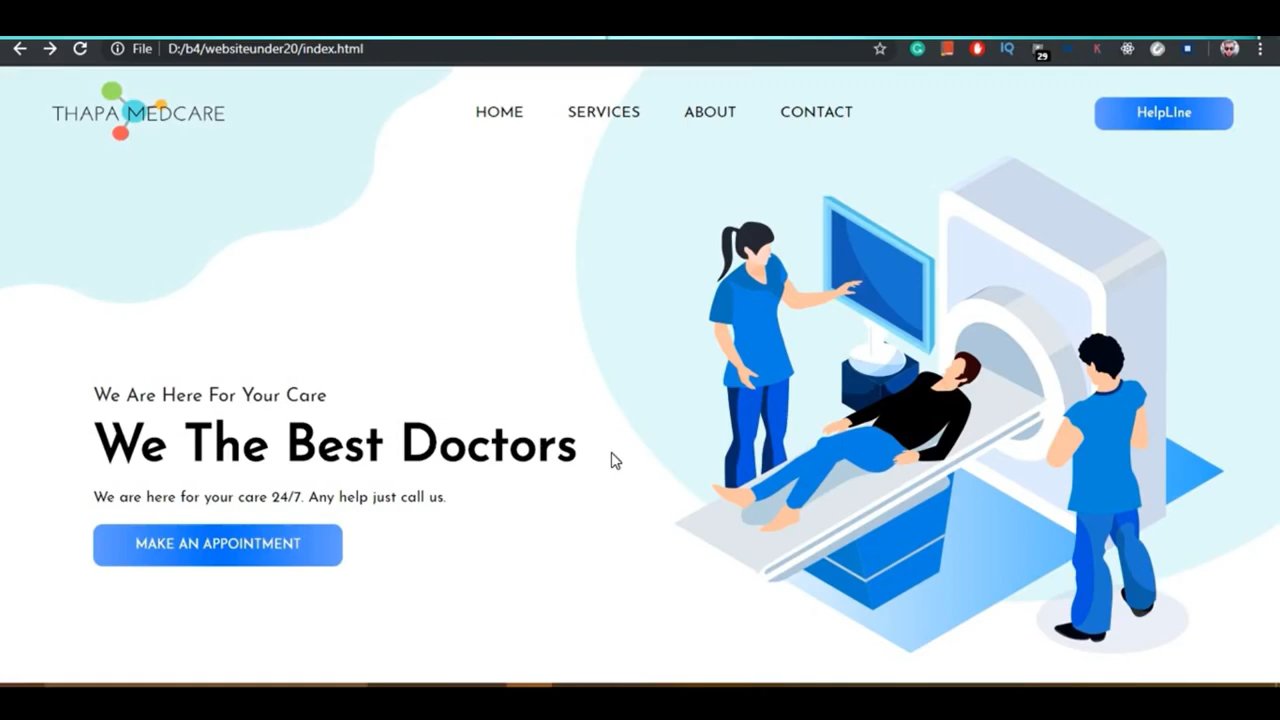 File D:/b4/websiteunder20/index.html
IQ
K
29
THAPA MEDCARE
HOME SERVICES ABOUT CONTACT
HelpLIne
We Are Here For Your Care
We The Best Doctors
We are here for your care 24/7. Any help just call us.
MAKE AN APPOINTMENT